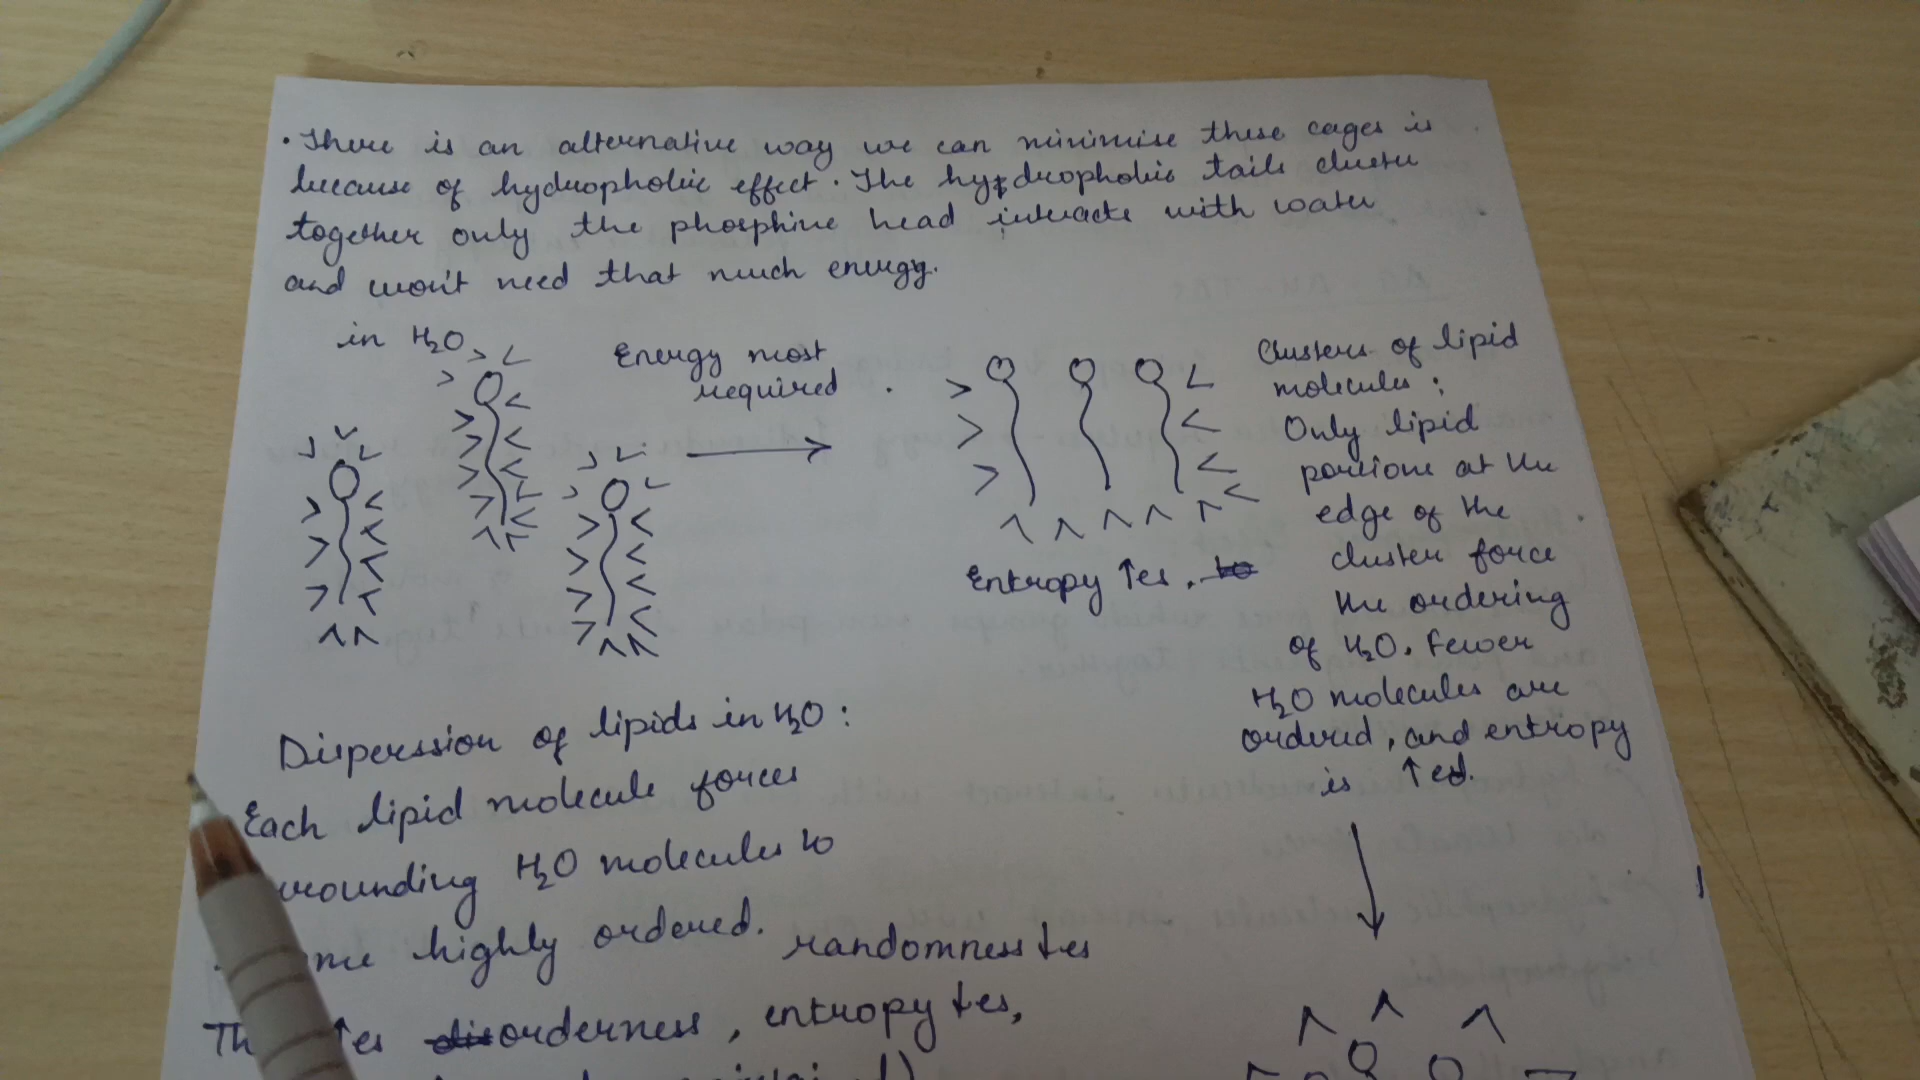 • There is an alternative way we can minimise these cages is
because of hydrophobic effect. The hydrophobic tails cluster
together only the phosphine head interacts with water
and won't need that much energy.
in H2O
Energy most
required.
Entropy ↑es.
Clusters of lipid
molecules :
Only lipid
portions at the
edge of the
cluster force
the ordering
of H2O. Fewer
H2O molecules are
ordered, and entropy
is ↑ed.
Disperssion of lipids in H2O :
Each lipid molecule forces
H2O molecules to
highly ordered.
randomness ↓es
↑es orderness, entropy ↓es,